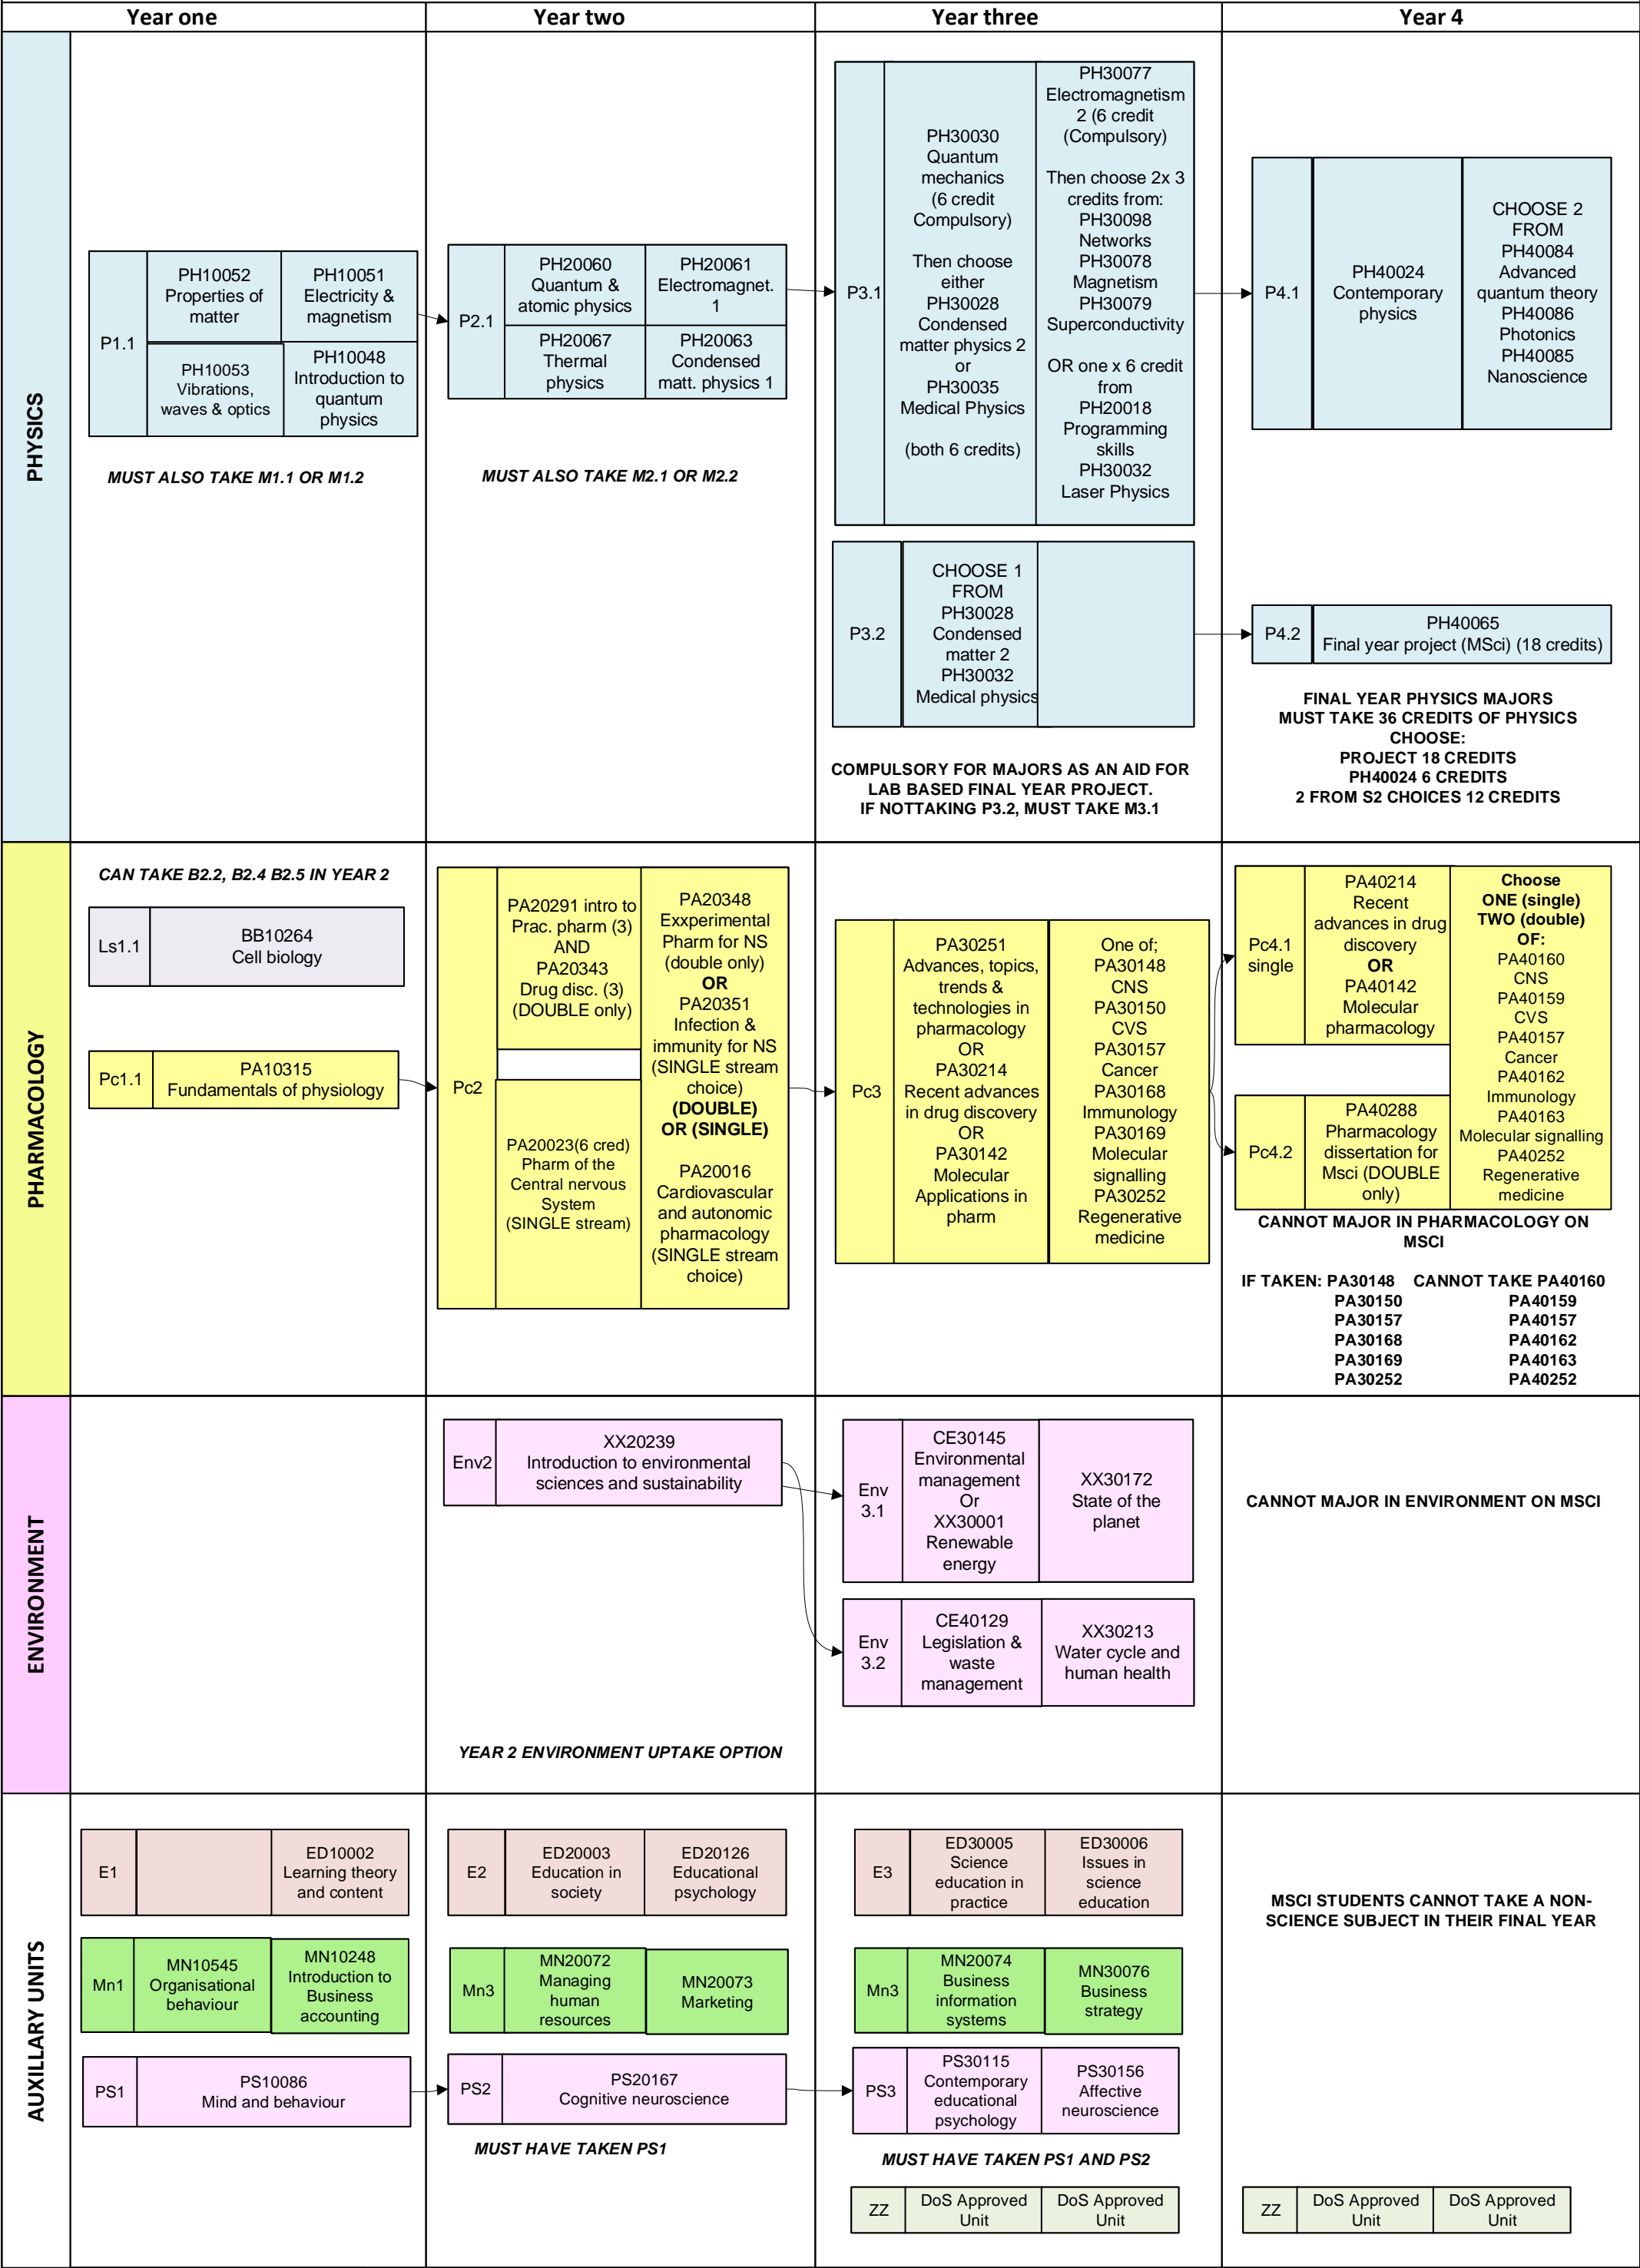 Year one
Year two
Year three
Year 4
PHYSICS
P1.1
PH10052
Properties of
matter
PH10051
Electricity &
magnetism
PH10053
Vibrations,
waves & optics
PH10048
Introduction to
quantum
physics
MUST ALSO TAKE M1.1 OR M1.2
P2.1
PH20060
Quantum &
atomic physics
PH20061
Electromagnet.
1
PH20067
Thermal
physics
PH20063
Condensed
matt. physics 1
MUST ALSO TAKE M2.1 OR M2.2
P3.1
PH30030
Quantum
mechanics
(6 credit
Compulsory)
Then choose
either
PH30028
Condensed
matter physics 2
or
PH30035
Medical Physics
(both 6 credits)
PH30077
Electromagnetism
2 (6 credit
(Compulsory)
Then choose 2x 3
credits from:
PH30098
Networks
PH30078
Magnetism
PH30079
Superconductivity
OR one x 6 credit
from
PH20018
Programming
skills
PH30032
Laser Physics
P3.2
CHOOSE 1
FROM
PH30028
Condensed
matter 2
PH30032
Medical physics
COMPULSORY FOR MAJORS AS AN AID FOR
LAB BASED FINAL YEAR PROJECT.
IF NOTTAKING P3.2, MUST TAKE M3.1
P4.1
PH40024
Contemporary
physics
CHOOSE 2
FROM
PH40084
Advanced
quantum theory
PH40086
Photonics
PH40085
Nanoscience
P4.2
PH40065
Final year project (MSci) (18 credits)
FINAL YEAR PHYSICS MAJORS
MUST TAKE 36 CREDITS OF PHYSICS
CHOOSE:
PROJECT 18 CREDITS
PH40024 6 CREDITS
2 FROM S2 CHOICES 12 CREDITS
PHARMACOLOGY
CAN TAKE B2.2, B2.4 B2.5 IN YEAR 2
Ls1.1
BB10264
Cell biology
Pc1.1
PA10315
Fundamentals of physiology
Pc2
PA20291 intro to
Prac. pharm (3)
AND
PA20343
Drug disc. (3)
(DOUBLE only)
PA20023(6 cred)
Pharm of the
Central nervous
System
(SINGLE stream)
PA20348
Exxperimental
Pharm for NS
(double only)
OR
PA20351
Infection &
immunity for NS
(SINGLE stream
choice)
(DOUBLE)
OR (SINGLE)
PA20016
Cardiovascular
and autonomic
pharmacology
(SINGLE stream
choice)
Pc3
PA30251
Advances, topics,
trends &
technologies in
pharmacology
OR
PA30214
Recent advances
in drug discovery
OR
PA30142
Molecular
Applications in
pharm
One of;
PA30148
CNS
PA30150
CVS
PA30157
Cancer
PA30168
Immunology
PA30169
Molecular
signalling
PA30252
Regenerative
medicine
Pc4.1
single
PA40214
Recent
advances in drug
discovery
OR
PA40142
Molecular
pharmacology
Pc4.2
PA40288
Pharmacology
dissertation for
Msci (DOUBLE
only)
Choose
ONE (single)
TWO (double)
OF:
PA40160
CNS
PA40159
CVS
PA40157
Cancer
PA40162
Immunology
PA40163
Molecular signalling
PA40252
Regenerative
medicine
CANNOT MAJOR IN PHARMACOLOGY ON
MSCI
IF TAKEN: PA30148 CANNOT TAKE PA40160
PA30150 PA40159
PA30157 PA40157
PA30168 PA40162
PA30169 PA40163
PA30252 PA40252
ENVIRONMENT
Env2
XX20239
Introduction to environmental
sciences and sustainability
YEAR 2 ENVIRONMENT UPTAKE OPTION
Env
3.1
CE30145
Environmental
management
Or
XX30001
Renewable
energy
XX30172
State of the
planet
Env
3.2
CE40129
Legislation &
waste
management
XX30213
Water cycle and
human health
CANNOT MAJOR IN ENVIRONMENT ON MSCI
AUXILLARY UNITS
E1
ED10002
Learning theory
and content
E2
ED20003
Education in
society
ED20126
Educational
psychology
E3
ED30005
Science
education in
practice
ED30006
Issues in
science
education
MSCI STUDENTS CANNOT TAKE A NON-
SCIENCE SUBJECT IN THEIR FINAL YEAR
Mn1
MN10545
Organisational
behaviour
MN10248
Introduction to
Business
accounting
Mn3
MN20072
Managing
human
resources
MN20073
Marketing
Mn3
MN20074
Business
information
systems
MN30076
Business
strategy
PS1
PS10086
Mind and behaviour
PS2
PS20167
Cognitive neuroscience
MUST HAVE TAKEN PS1
PS3
PS30115
Contemporary
educational
psychology
PS30156
Affective
neuroscience
MUST HAVE TAKEN PS1 AND PS2
ZZ
DoS Approved
Unit
DoS Approved
Unit
ZZ
DoS Approved
Unit
DoS Approved
Unit